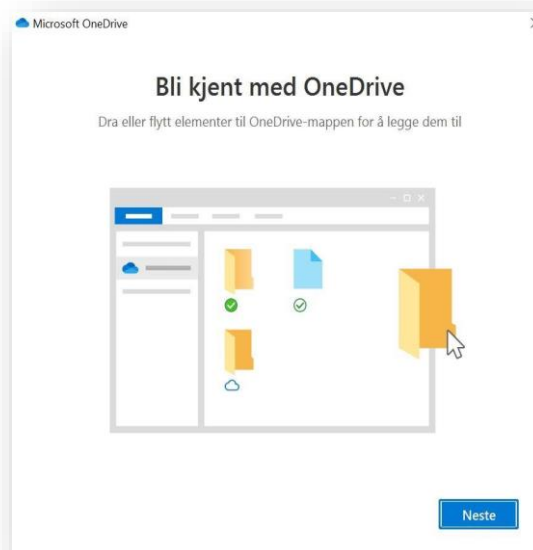 Microsoft OneDrive
Bli kjent med OneDrive
Dra eller flytt elementer til OneDrive-mappen for å legge dem til
Neste